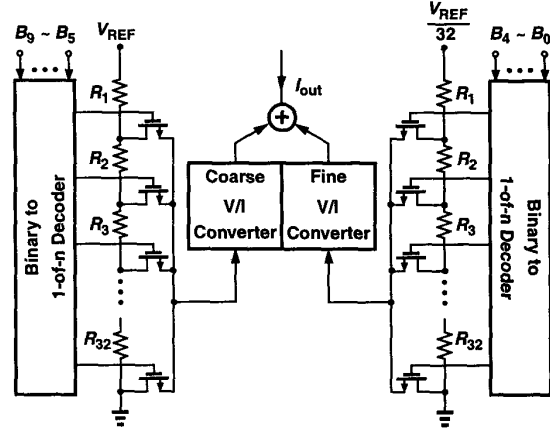 B9 ~ B5
VREF
R1
R2
R3
R32
Binary to
1-of-n Decoder
Iout
+
Coarse
V/I
Converter
Fine
V/I
Converter
VREF
32
B4 ~ B0
R1
R2
R3
R32
Binary to
1-of-n Decoder